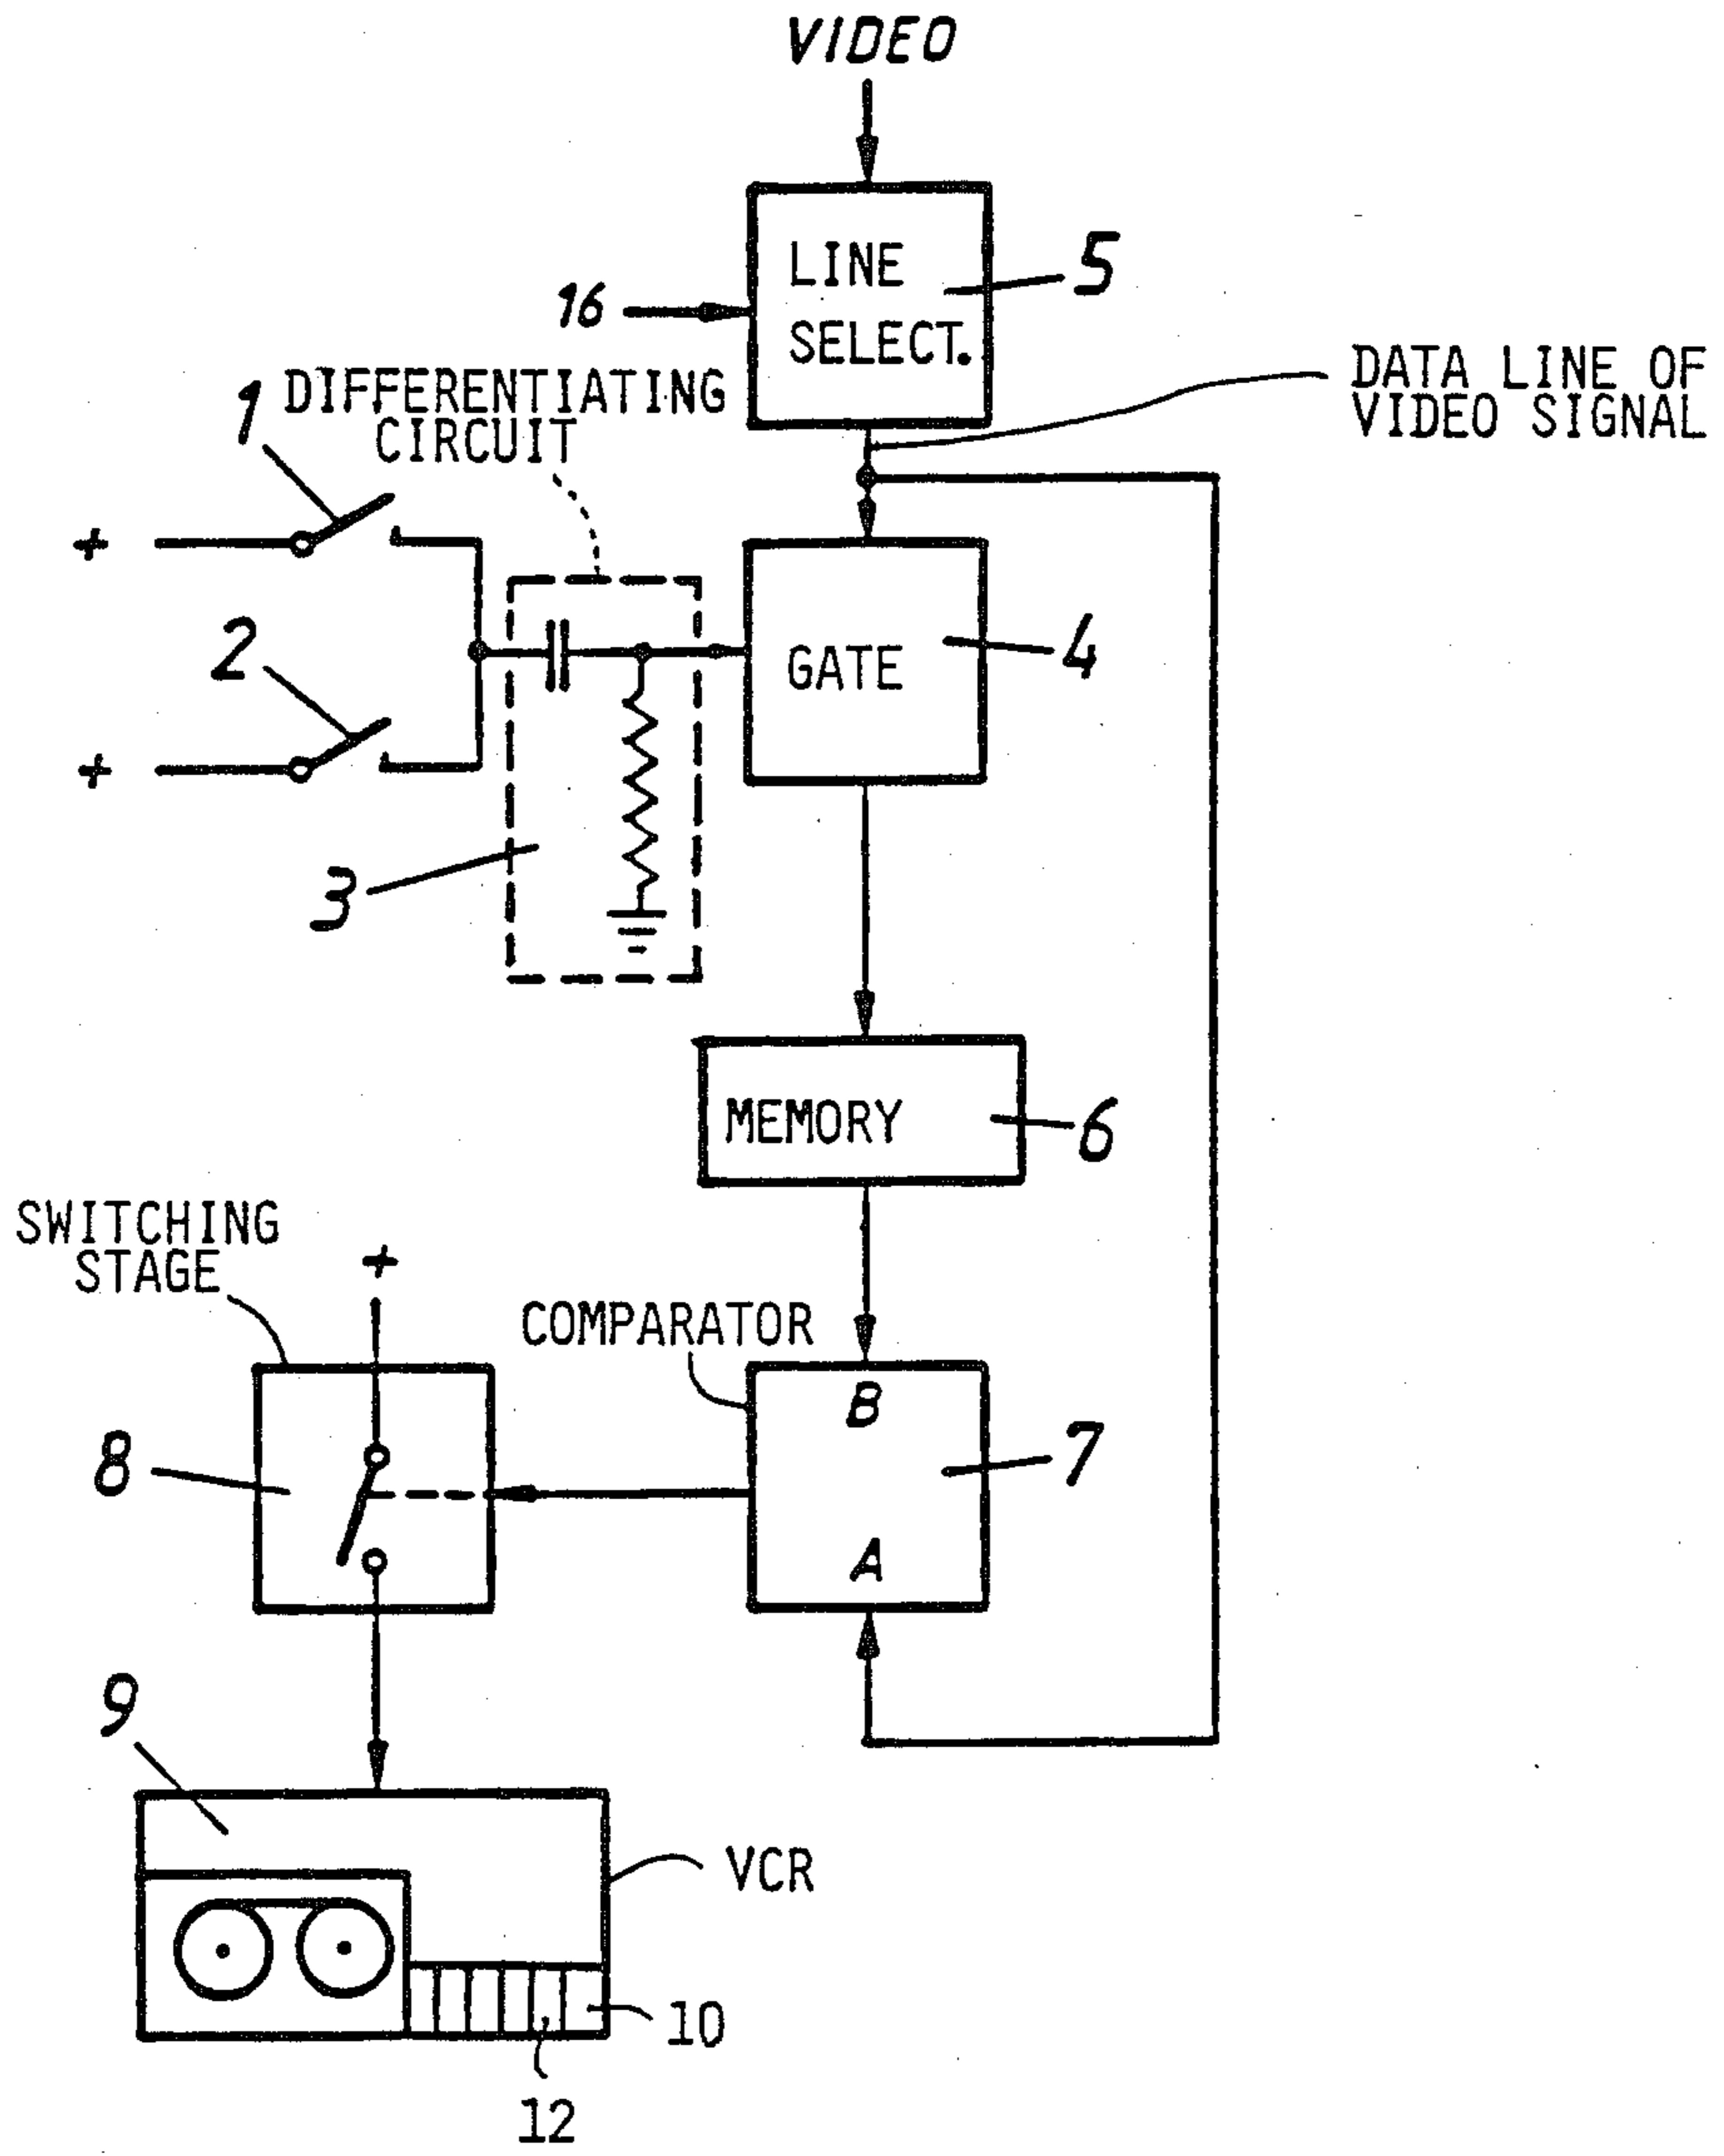 VIDEO
LINE
SELECT.
5
16
DATA LINE OF
VIDEO SIGNAL
1
DIFFERENTIATING
CIRCUIT
+
2
GATE
4
+
3
MEMORY
6
SWITCHING
STAGE
+
COMPARATOR
B
8
7
A
9
VCR
10
12